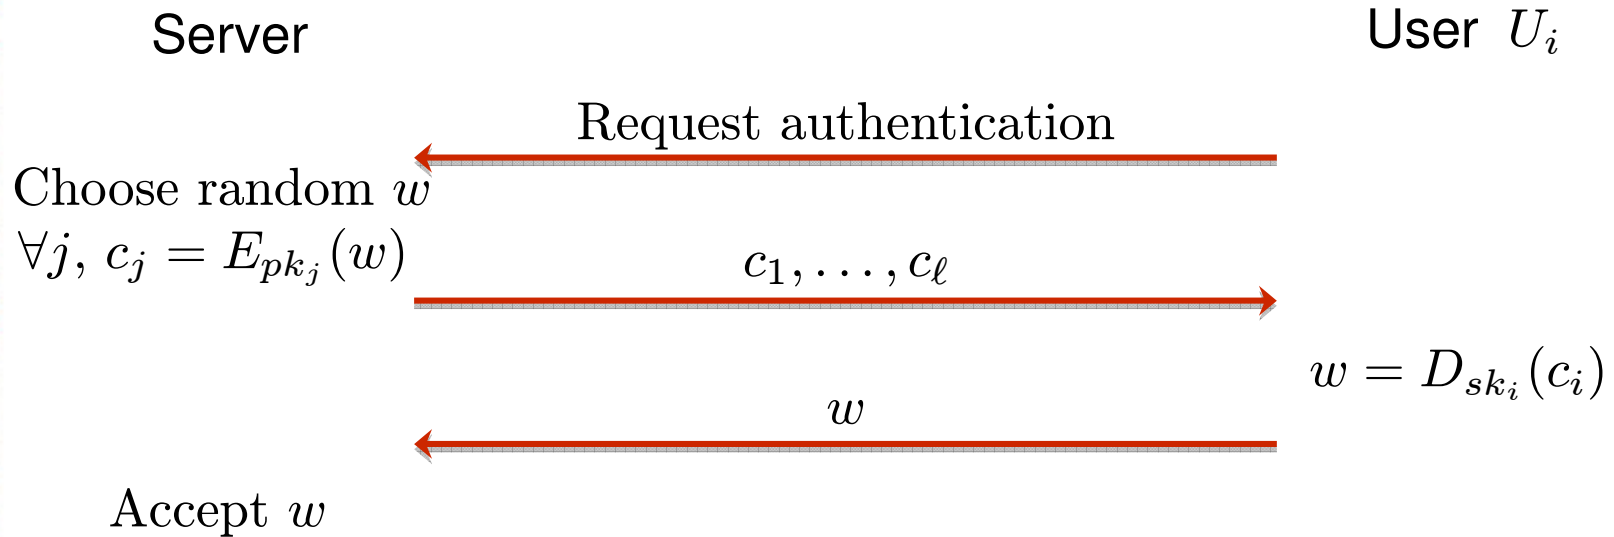 Server
User U_i
Request authentication
Choose random w
∀j, c_j = E_{pk_j}(w)
c_1, . . . , c_ℓ
w = D_{sk_i}(c_i)
w
Accept w